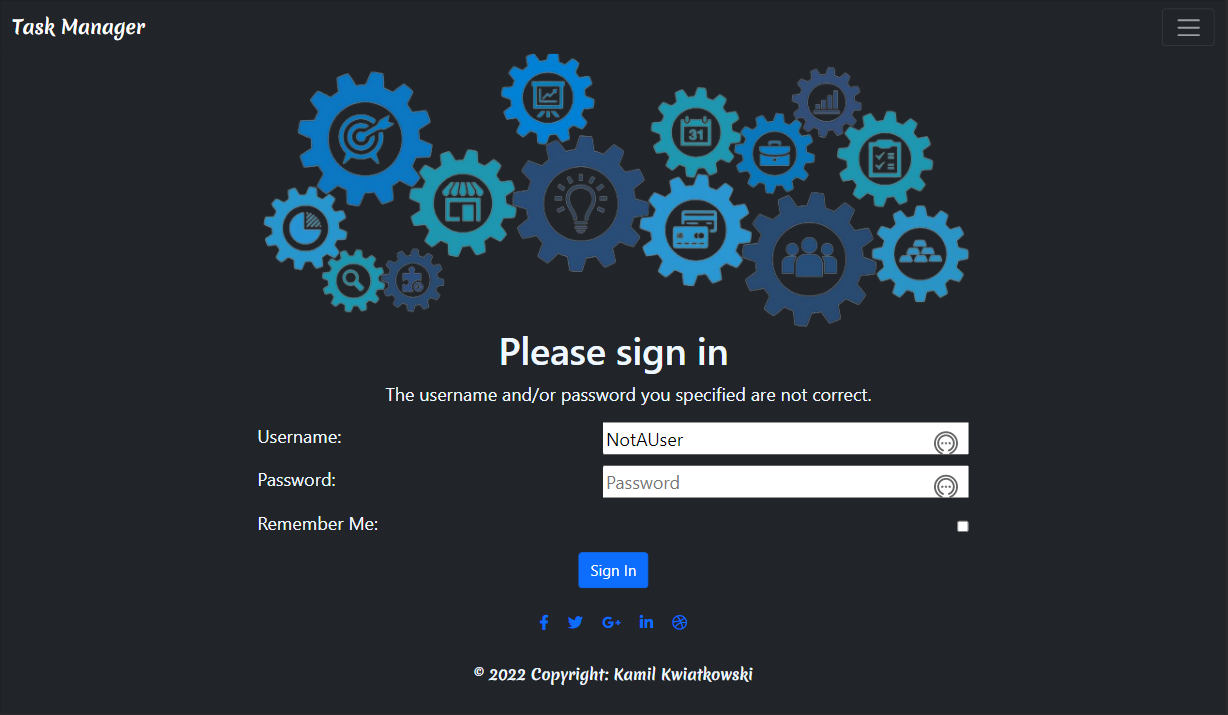 Task Manager
31
Please sign in
The username and/or password you specified are not correct.
Username:
NotAUser
Password:
Password
Remember Me:
Sign In
© 2022 Copyright: Kamil Kwiatkowski